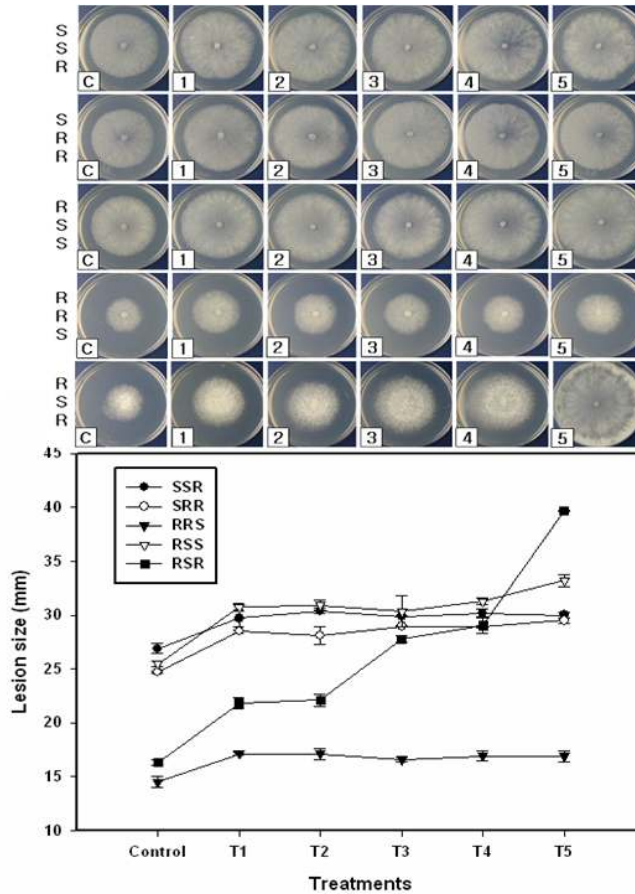 S
S
R
C 1 2 3 4 5
S
R
R
C 1 2 3 4 5
R
S
S
C 1 2 3 4 5
R
R
S
C 1 2 3 4 5
R
S
R
C 1 2 3 4 5
45
40
35
30
25
20
15
10
Lesion size (mm)
SSR
SRR
RRS
RSS
RSR
Control T1 T2 T3 T4 T5
Treatments